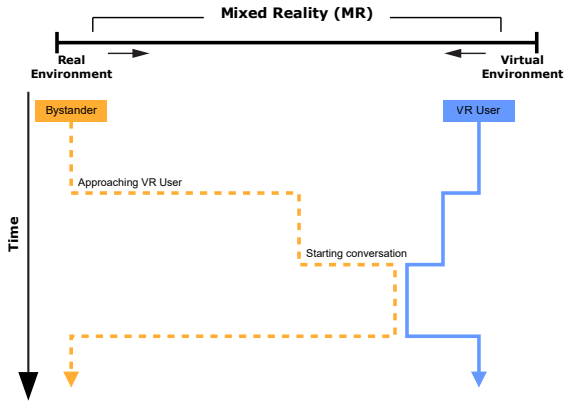 Mixed Reality (MR)
Real
Environment
Virtual
Environment
Bystander
VR User
Approaching VR User
Starting conversation
Time